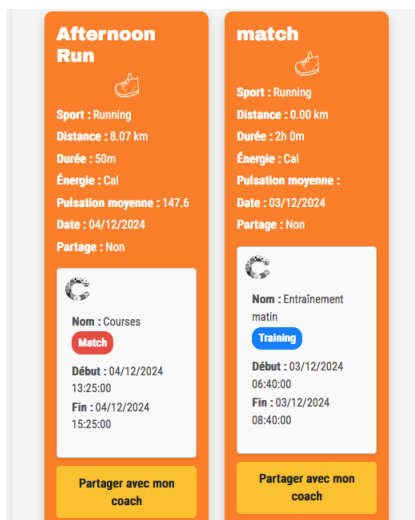 Afternoon
Run
Sport : Running
Distance : 8.07 km
Durée : 50m
Énergie : Cal
Pulsation moyenne : 147.6
Date : 04/12/2024
Partage : Non
Nom : Courses
Match
Début : 04/12/2024
13:25:00
Fin : 04/12/2024
15:25:00
Partager avec mon
coach
match
Sport : Running
Distance : 0.00 km
Durée : 2h 0m
Énergie : Cal
Pulsation moyenne :
Date : 03/12/2024
Partage : Non
Nom : Entraînement
matin
Training
Début : 03/12/2024
06:40:00
Fin : 03/12/2024
08:40:00
Partager avec mon
coach